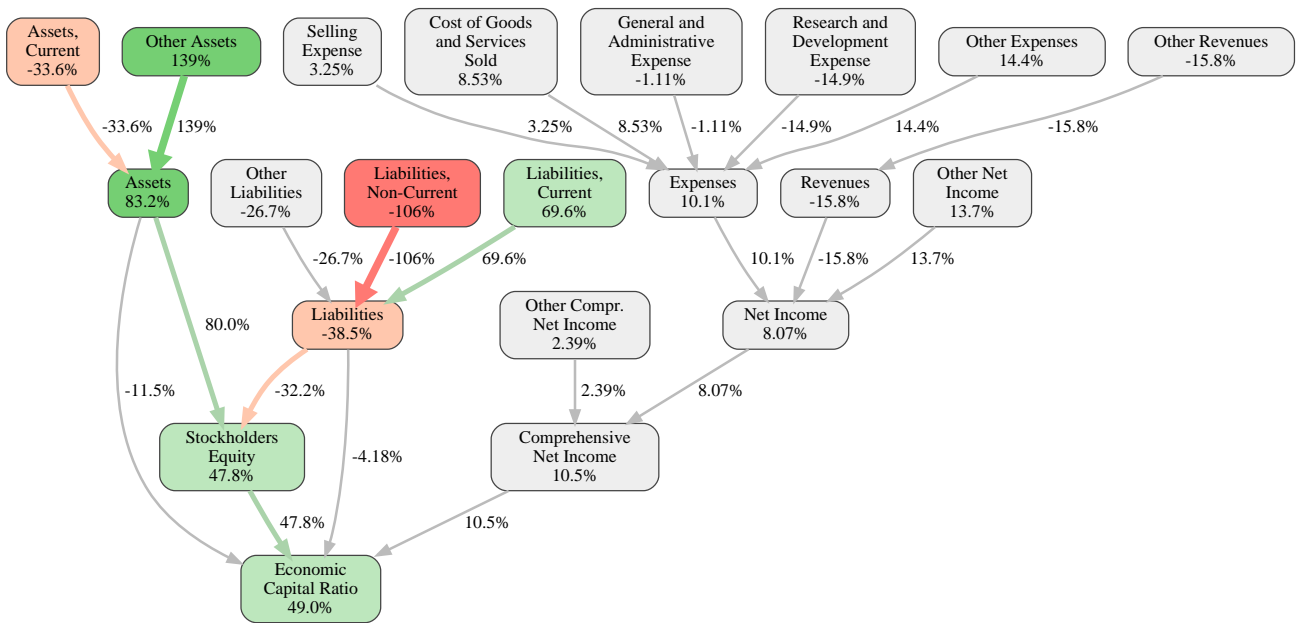 Assets,
Current
-33.6%
Other Assets
139%
Selling
Expense
3.25%
Cost of Goods
and Services
Sold
8.53%
General and
Administrative
Expense
-1.11%
Research and
Development
Expense
-14.9%
Other Expenses
14.4%
Other Revenues
-15.8%
-33.6%
139%
3.25%
8.53%
-1.11%
-14.9%
14.4%
-15.8%
Assets
83.2%
Other
Liabilities
-26.7%
Liabilities,
Non-Current
-106%
Liabilities,
Current
69.6%
Expenses
10.1%
Revenues
-15.8%
Other Net
Income
13.7%
-26.7%
-106%
69.6%
10.1%
-15.8%
13.7%
80.0%
Liabilities
-38.5%
Other Compr.
Net Income
2.39%
Net Income
8.07%
-11.5%
-32.2%
2.39%
8.07%
Stockholders
Equity
47.8%
-4.18%
Comprehensive
Net Income
10.5%
47.8%
10.5%
Economic
Capital Ratio
49.0%